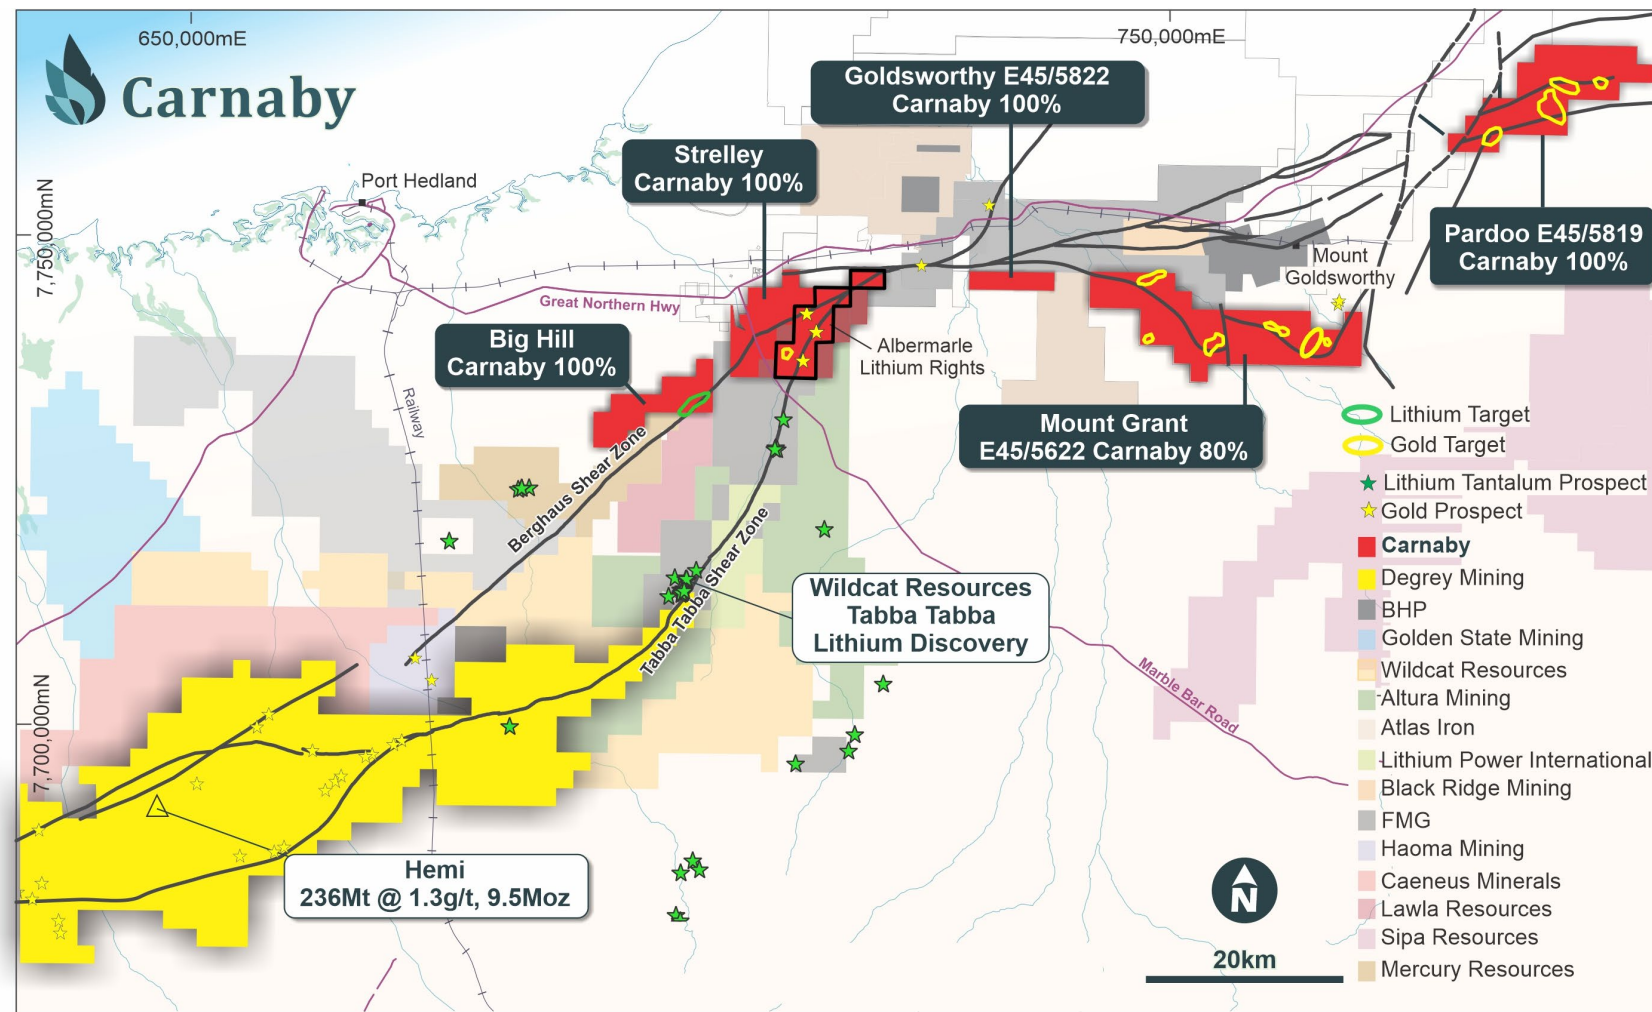 650,000mE
750,000mE
Carnaby
Goldsworthy E45/5822
Carnaby 100%
Strelley
Carnaby 100%
Port Hedland
7,750,000mN
Pardoo E45/5819
Carnaby 100%
Mount
Goldsworthy
Great Northern Hwy
Big Hill
Carnaby 100%
Albermarle
Lithium Rights
Railway
Mount Grant
E45/5622 Carnaby 80%
Berghaus Shear Zone
Tabba Tabba Shear Zone
Wildcat Resources
Tabba Tabba
Lithium Discovery
Marble Bar Road
7,700,000mN
Hemi
236Mt @ 1.3g/t, 9.5Moz
Lithium Target
Gold Target
Lithium Tantalum Prospect
Gold Prospect
Carnaby
Degrey Mining
BHP
Golden State Mining
Wildcat Resources
Altura Mining
Atlas Iron
Lithium Power International
Black Ridge Mining
FMG
Haoma Mining
Caeneus Minerals
Lawla Resources
Sipa Resources
Mercury Resources
N
20km